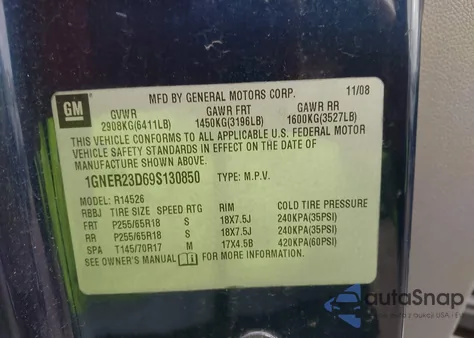 GM
MFD BY GENERAL MOTORS CORP. 11/08
GVWR GAWR FRT GAWR RR
2908KG(6411LB) 1450KG(3196LB) 1600KG(3527LB)
THIS VEHICLE CONFORMS TO ALL APPLICABLE U.S. FEDERAL MOTOR
VEHICLE SAFETY STANDARDS IN EFFECT ON THE DATE OF
MANUFACTURE SHOWN ABOVE.
1GNER23D69S130850 TYPE: M.P.V.
MODEL: R14526
RBBJ TIRE SIZE SPEED RTG RIM COLD TIRE PRESSURE
FRT P255/65R18 S 18X7.5J 240KPA(35PSI)
RR P255/65R18 S 18X7.5J 240KPA(35PSI)
SPA T145/70R17 M 17X4.5B 420KPA(60PSI)
SEE OWNER'S MANUAL FOR MORE INFORMATION
autaSnap